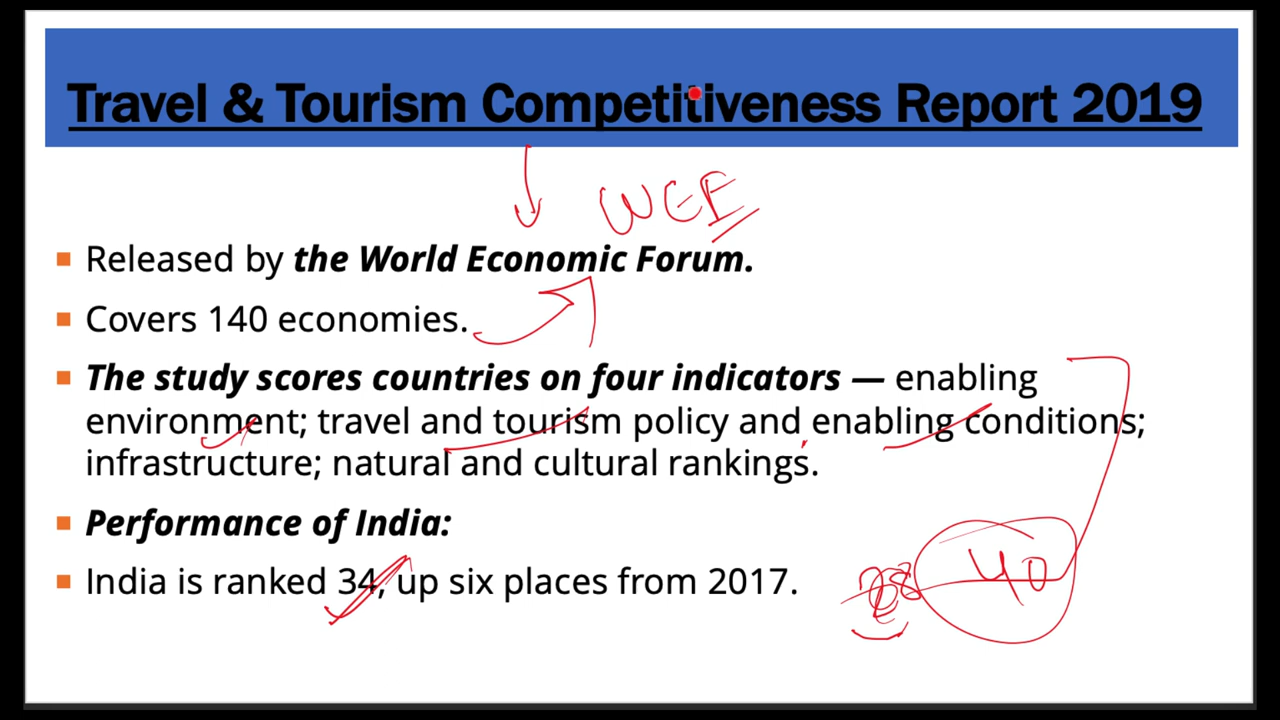 Travel & Tourism Competitiveness Report 2019
WEF
Released by the World Economic Forum.
Covers 140 economies.
The study scores countries on four indicators — enabling
environment; travel and tourism policy and enabling conditions;
infrastructure; natural and cultural rankings.
Performance of India:
India is ranked 34, up six places from 2017.
40